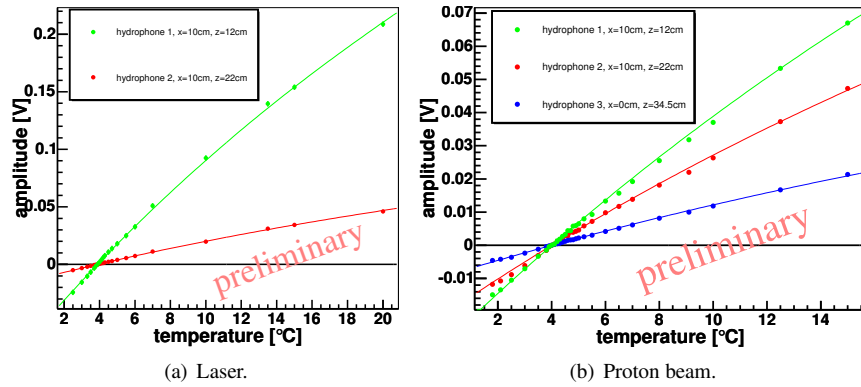 hydrophone 1, x=10cm, z=12cm
hydrophone 2, x=10cm, z=22cm
amplitude [V]
0.2
0.15
0.1
0.05
0
2 4 6 8 10 12 14 16 18 20
temperature [°C]
preliminary
(a) Laser.
hydrophone 1, x=10cm, z=12cm
hydrophone 2, x=10cm, z=22cm
hydrophone 3, x=0cm, z=34.5cm
amplitude [V]
0.07
0.06
0.05
0.04
0.03
0.02
0.01
0
-0.01
2 4 6 8 10 12 14
temperature [°C]
preliminary
(b) Proton beam.